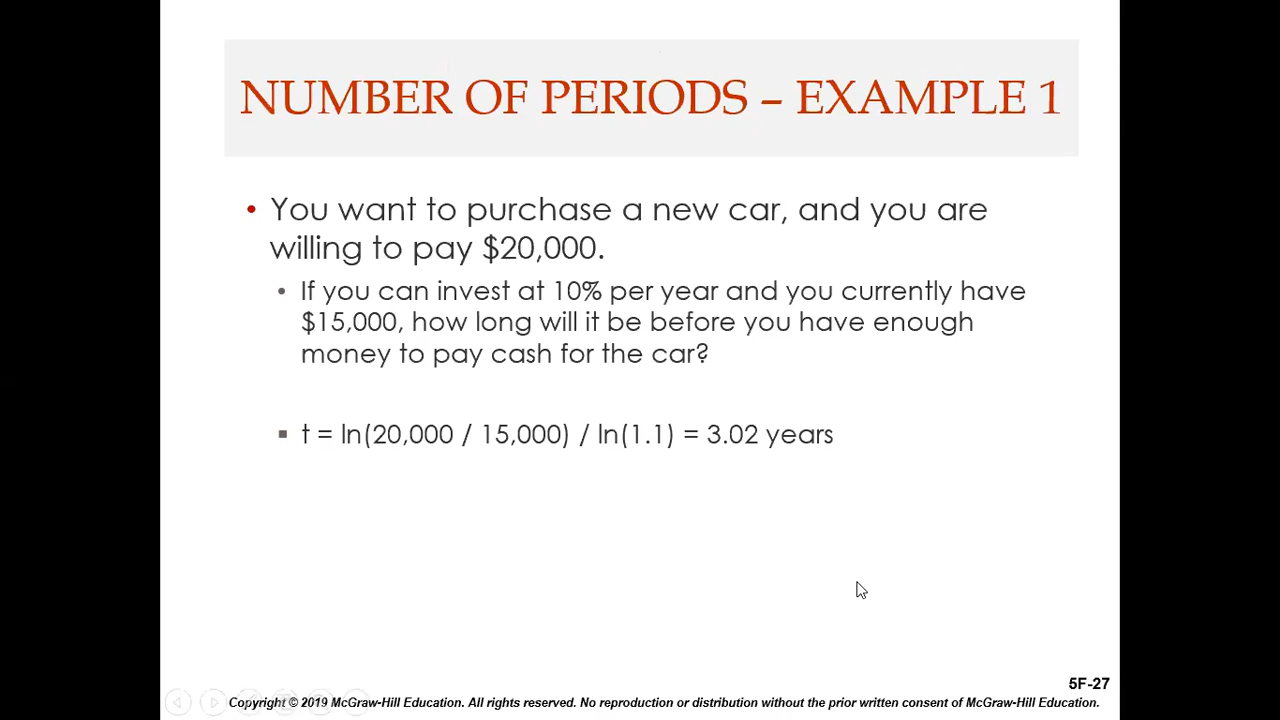 NUMBER OF PERIODS – EXAMPLE 1
• You want to purchase a new car, and you are
willing to pay $20,000.
• If you can invest at 10% per year and you currently have
$15,000, how long will it be before you have enough
money to pay cash for the car?
▪ t = ln(20,000 / 15,000) / ln(1.1) = 3.02 years
5F-27
Copyright © 2019 McGraw-Hill Education. All rights reserved. No reproduction or distribution without the prior written consent of McGraw-Hill Education.